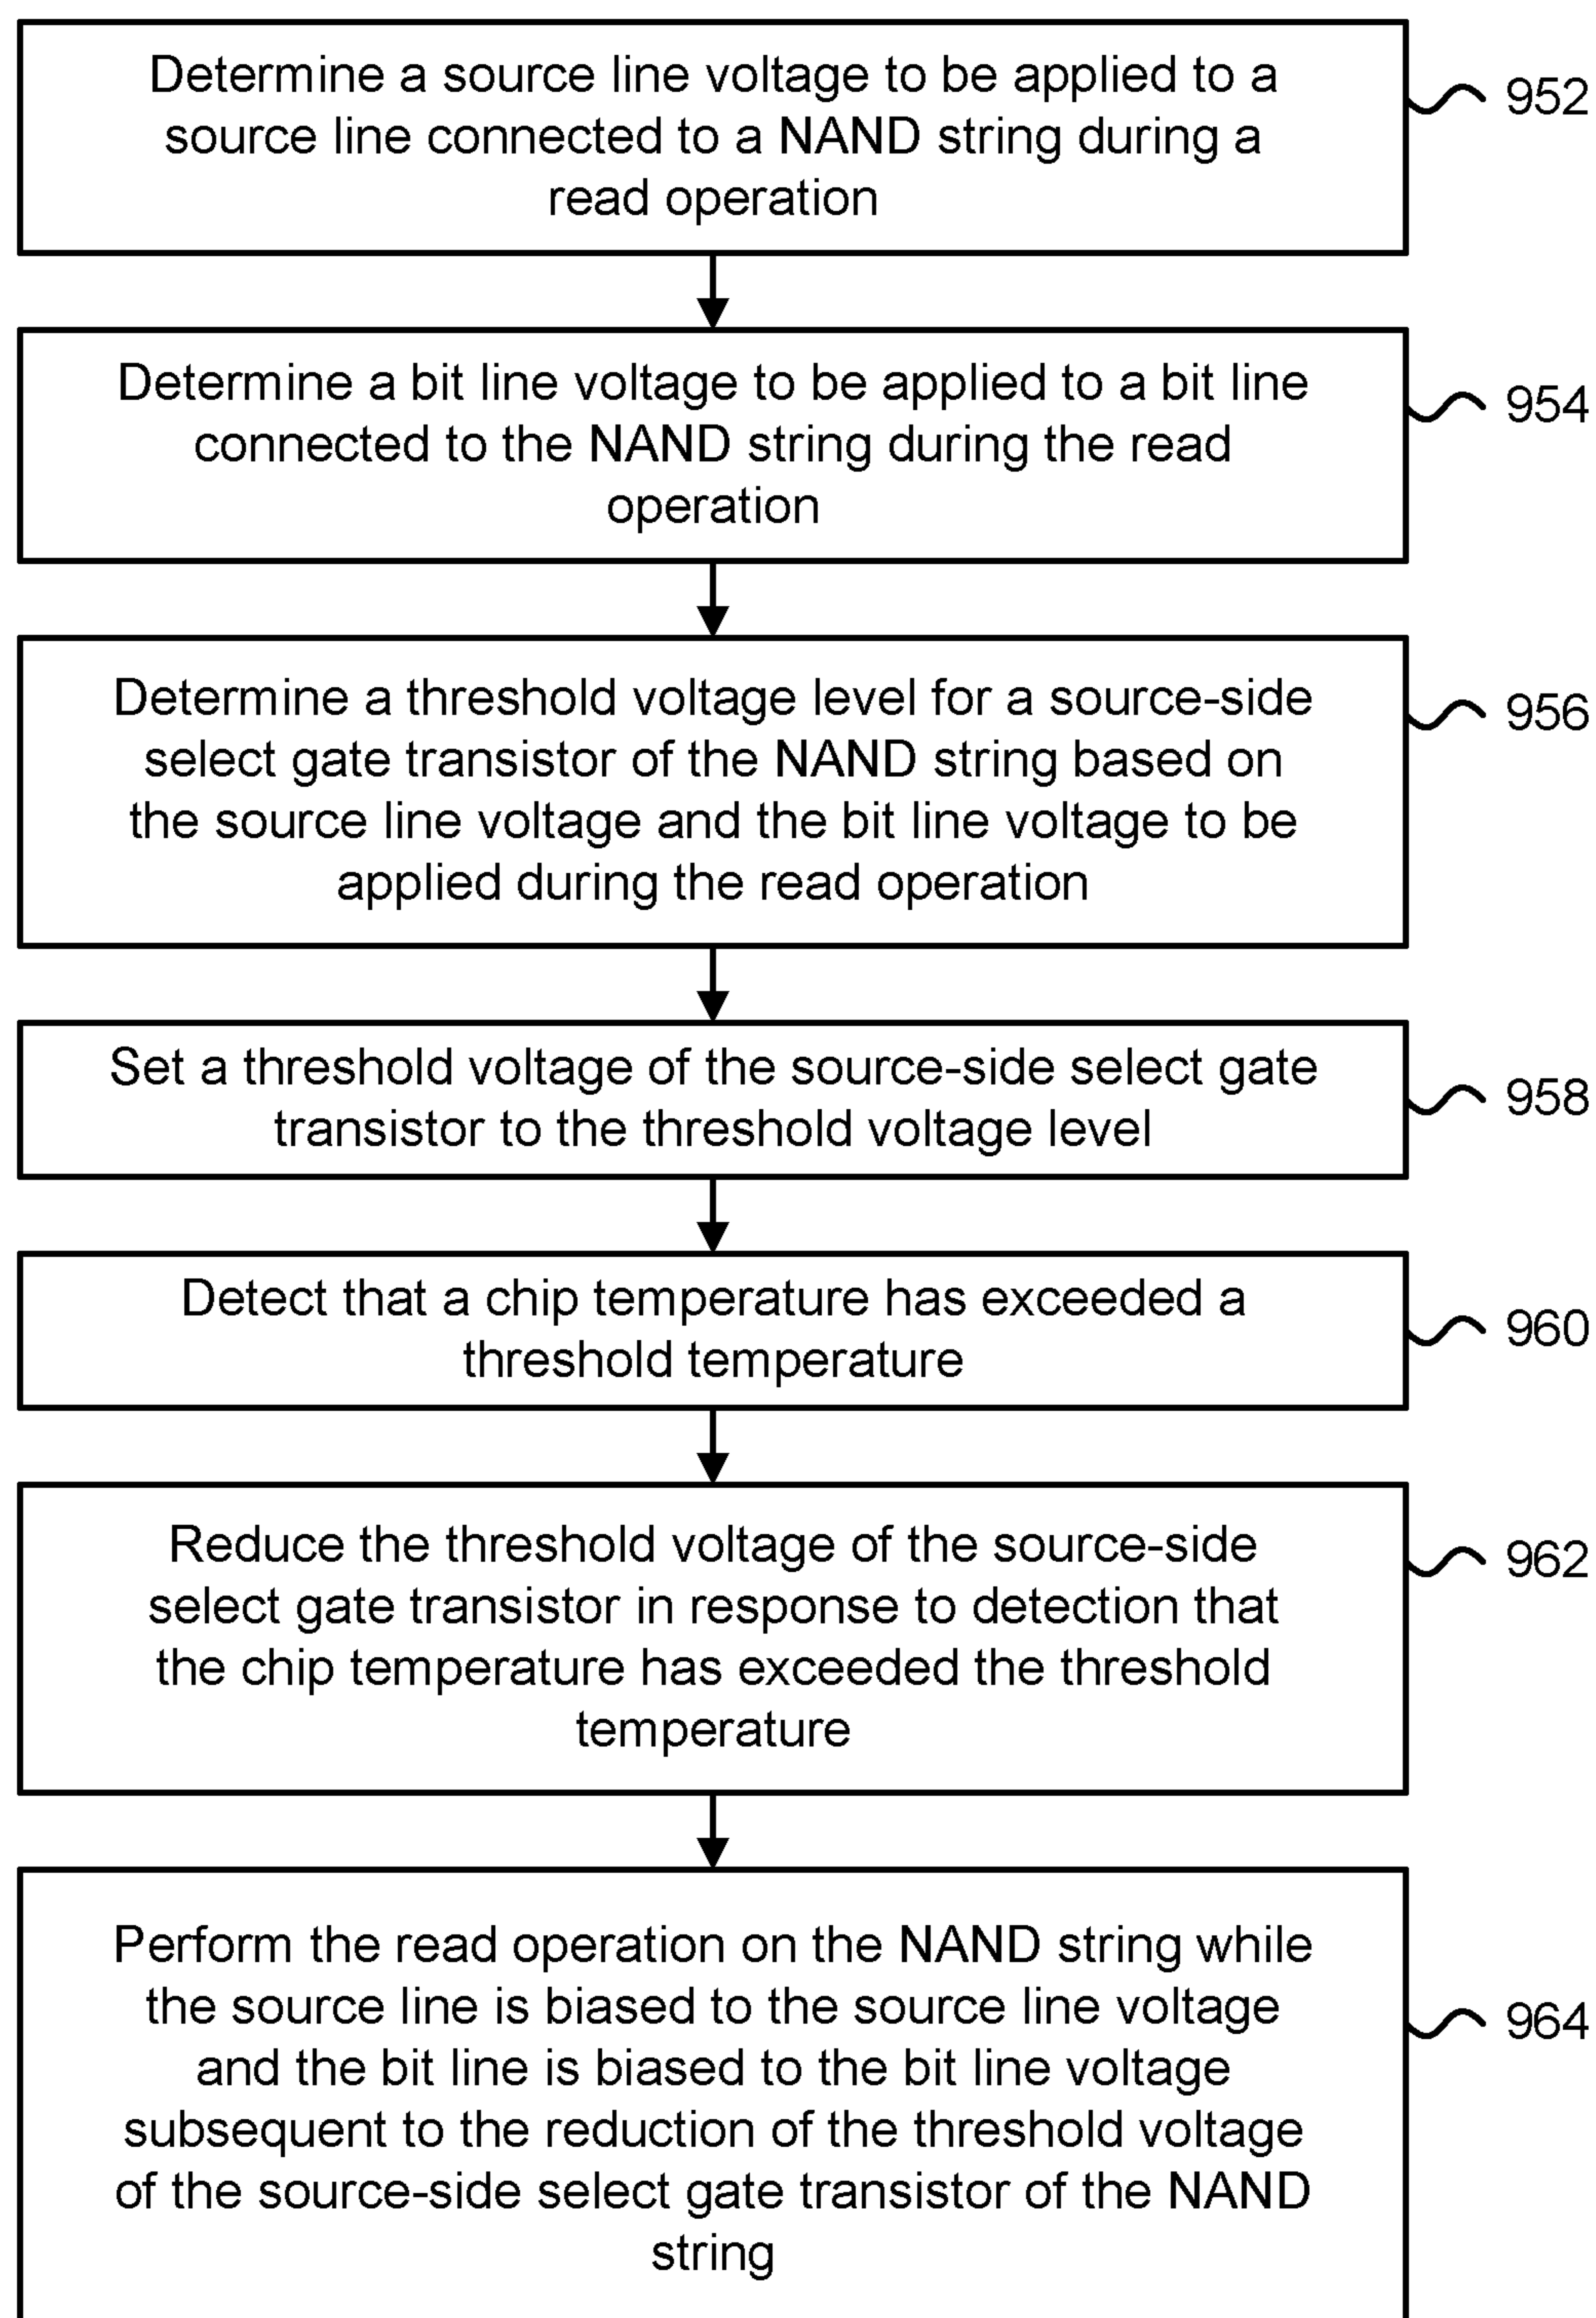 Determine a source line voltage to be applied to a
source line connected to a NAND string during a
read operation
952
Determine a bit line voltage to be applied to a bit line
connected to the NAND string during the read
operation
954
Determine a threshold voltage level for a source-side
select gate transistor of the NAND string based on
the source line voltage and the bit line voltage to be
applied during the read operation
956
Set a threshold voltage of the source-side select gate
transistor to the threshold voltage level
958
Detect that a chip temperature has exceeded a
threshold temperature
960
Reduce the threshold voltage of the source-side
select gate transistor in response to detection that
the chip temperature has exceeded the threshold
temperature
962
Perform the read operation on the NAND string while
the source line is biased to the source line voltage
and the bit line is biased to the bit line voltage
subsequent to the reduction of the threshold voltage
of the source-side select gate transistor of the NAND
string
964